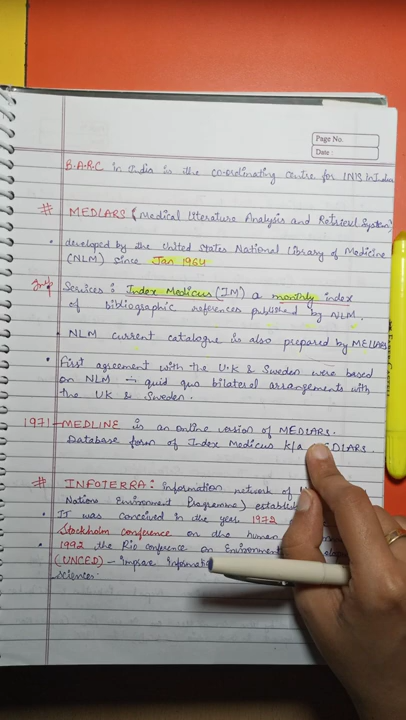 Page No.
Date :
B.A.R.C in India is the co-ordinating centre for INIS in India
# MEDLARS (Medical Literature Analysis and Retrieval System)
• developed by the United States National Library of Medicine
(NLM) since Jan 1964
Services : Index Medicus (IM) a monthly index
of bibliographic references published by NLM.
• NLM current catalogue is also prepared by MEDLARS
• First agreement with the U.K & Sweden were based
on NLM quid quo bilateral arrangements with
the UK & Sweden.
1971 - MEDLINE is an online version of MEDLARS.
Database form of Index Medicus k/a MEDLARS.
# INFOTERRA : information network of
Nations Environment Programme)
• IT was conceived in the year 1972
Stockholm conference on the human
• 1992 the Rio conference on Environment
(UNCED) -
Sciences.